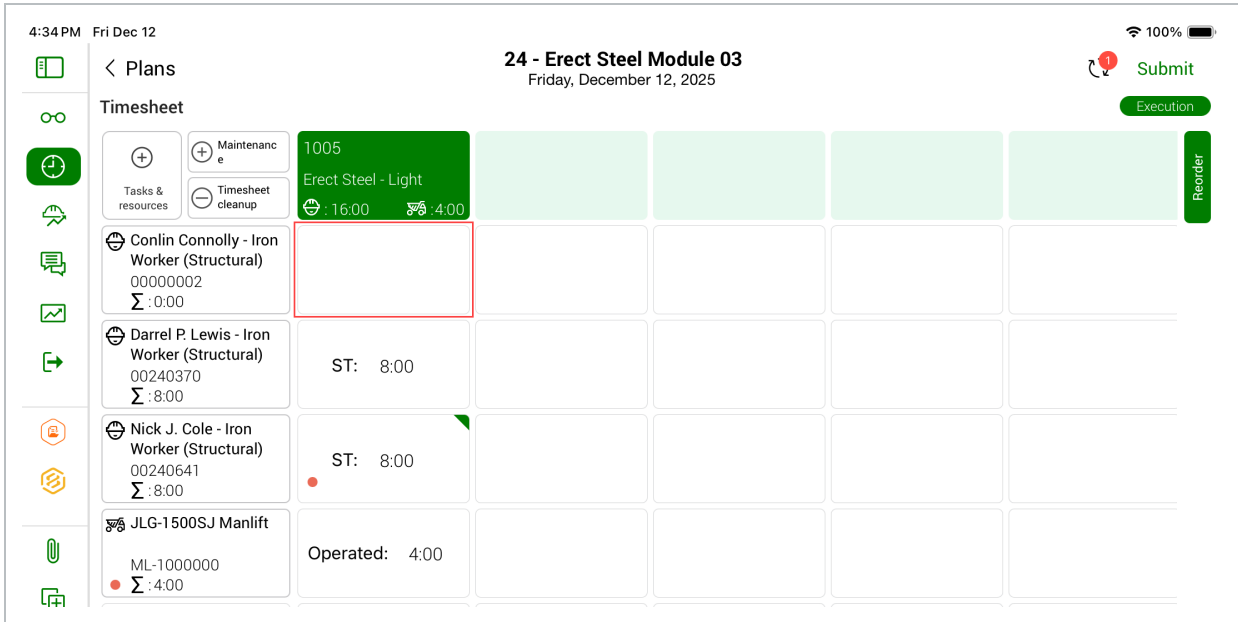 4:34 PM Fri Dec 12
100%
Plans
24 - Erect Steel Module 03
Friday, December 12, 2025
1
Submit
Timesheet
Execution
Tasks &
resources
Maintenanc
e
Timesheet
cleanup
1005
Erect Steel - Light
: 16:00
: 4:00
Reorder
Conlin Connolly - Iron
Worker (Structural)
00000002
Σ : 0:00
Darrel P. Lewis - Iron
Worker (Structural)
00240370
Σ : 8:00
ST: 8:00
Nick J. Cole - Iron
Worker (Structural)
00240641
Σ : 8:00
ST: 8:00
JLG-1500SJ Manlift
ML-1000000
Σ : 4:00
Operated: 4:00